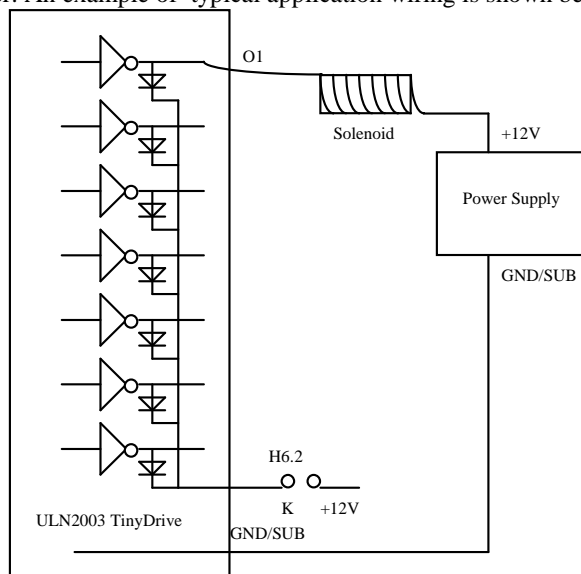 er. An example of typical application wiring is shown be
O1
Solenoid
+12V
Power Supply
GND/SUB
H6.2
K
+12V
ULN2003 TinyDrive
GND/SUB